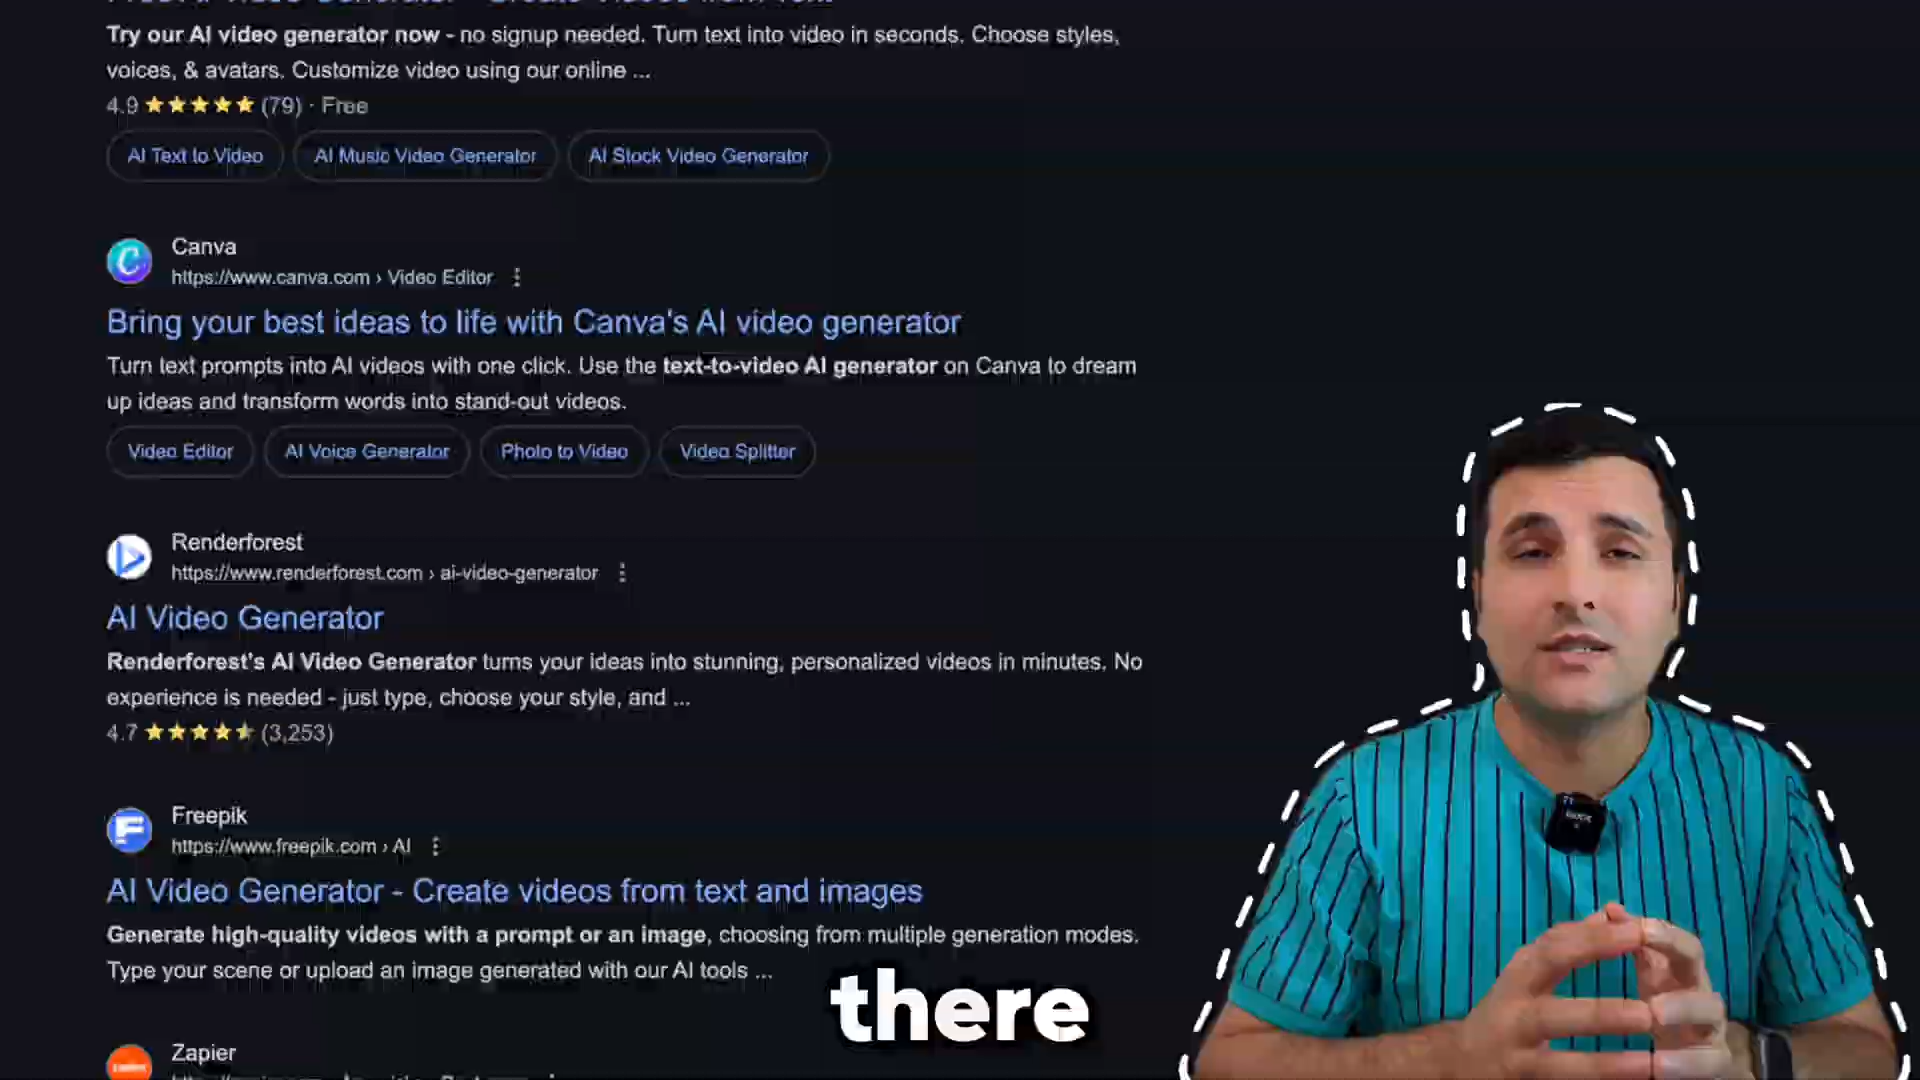 Try our AI video generator now - no signup needed. Turn text into video in seconds. Choose styles,
voices, & avatars. Customize video using our online ...
4.9 ★★★★★ (79) · Free
AI Text to Video
AI Music Video Generator
AI Stock Video Generator
Canva
https://www.canva.com › Video Editor
Bring your best ideas to life with Canva's AI video generator
Turn text prompts into AI videos with one click. Use the text-to-video AI generator on Canva to dream
up ideas and transform words into stand-out videos.
Video Editor
AI Voice Generator
Photo to Video
Video Splitter
Renderforest
https://www.renderforest.com › ai-video-generator
AI Video Generator
Renderforest's AI Video Generator turns your ideas into stunning, personalized videos in minutes. No
experience is needed - just type, choose your style, and ...
4.7 (3,253)
Freepik
https://www.freepik.com › AI
AI Video Generator - Create videos from text and images
Generate high-quality videos with a prompt or an image, choosing from multiple generation modes.
Type your scene or upload an image generated with our AI tools ...
there
Zapier